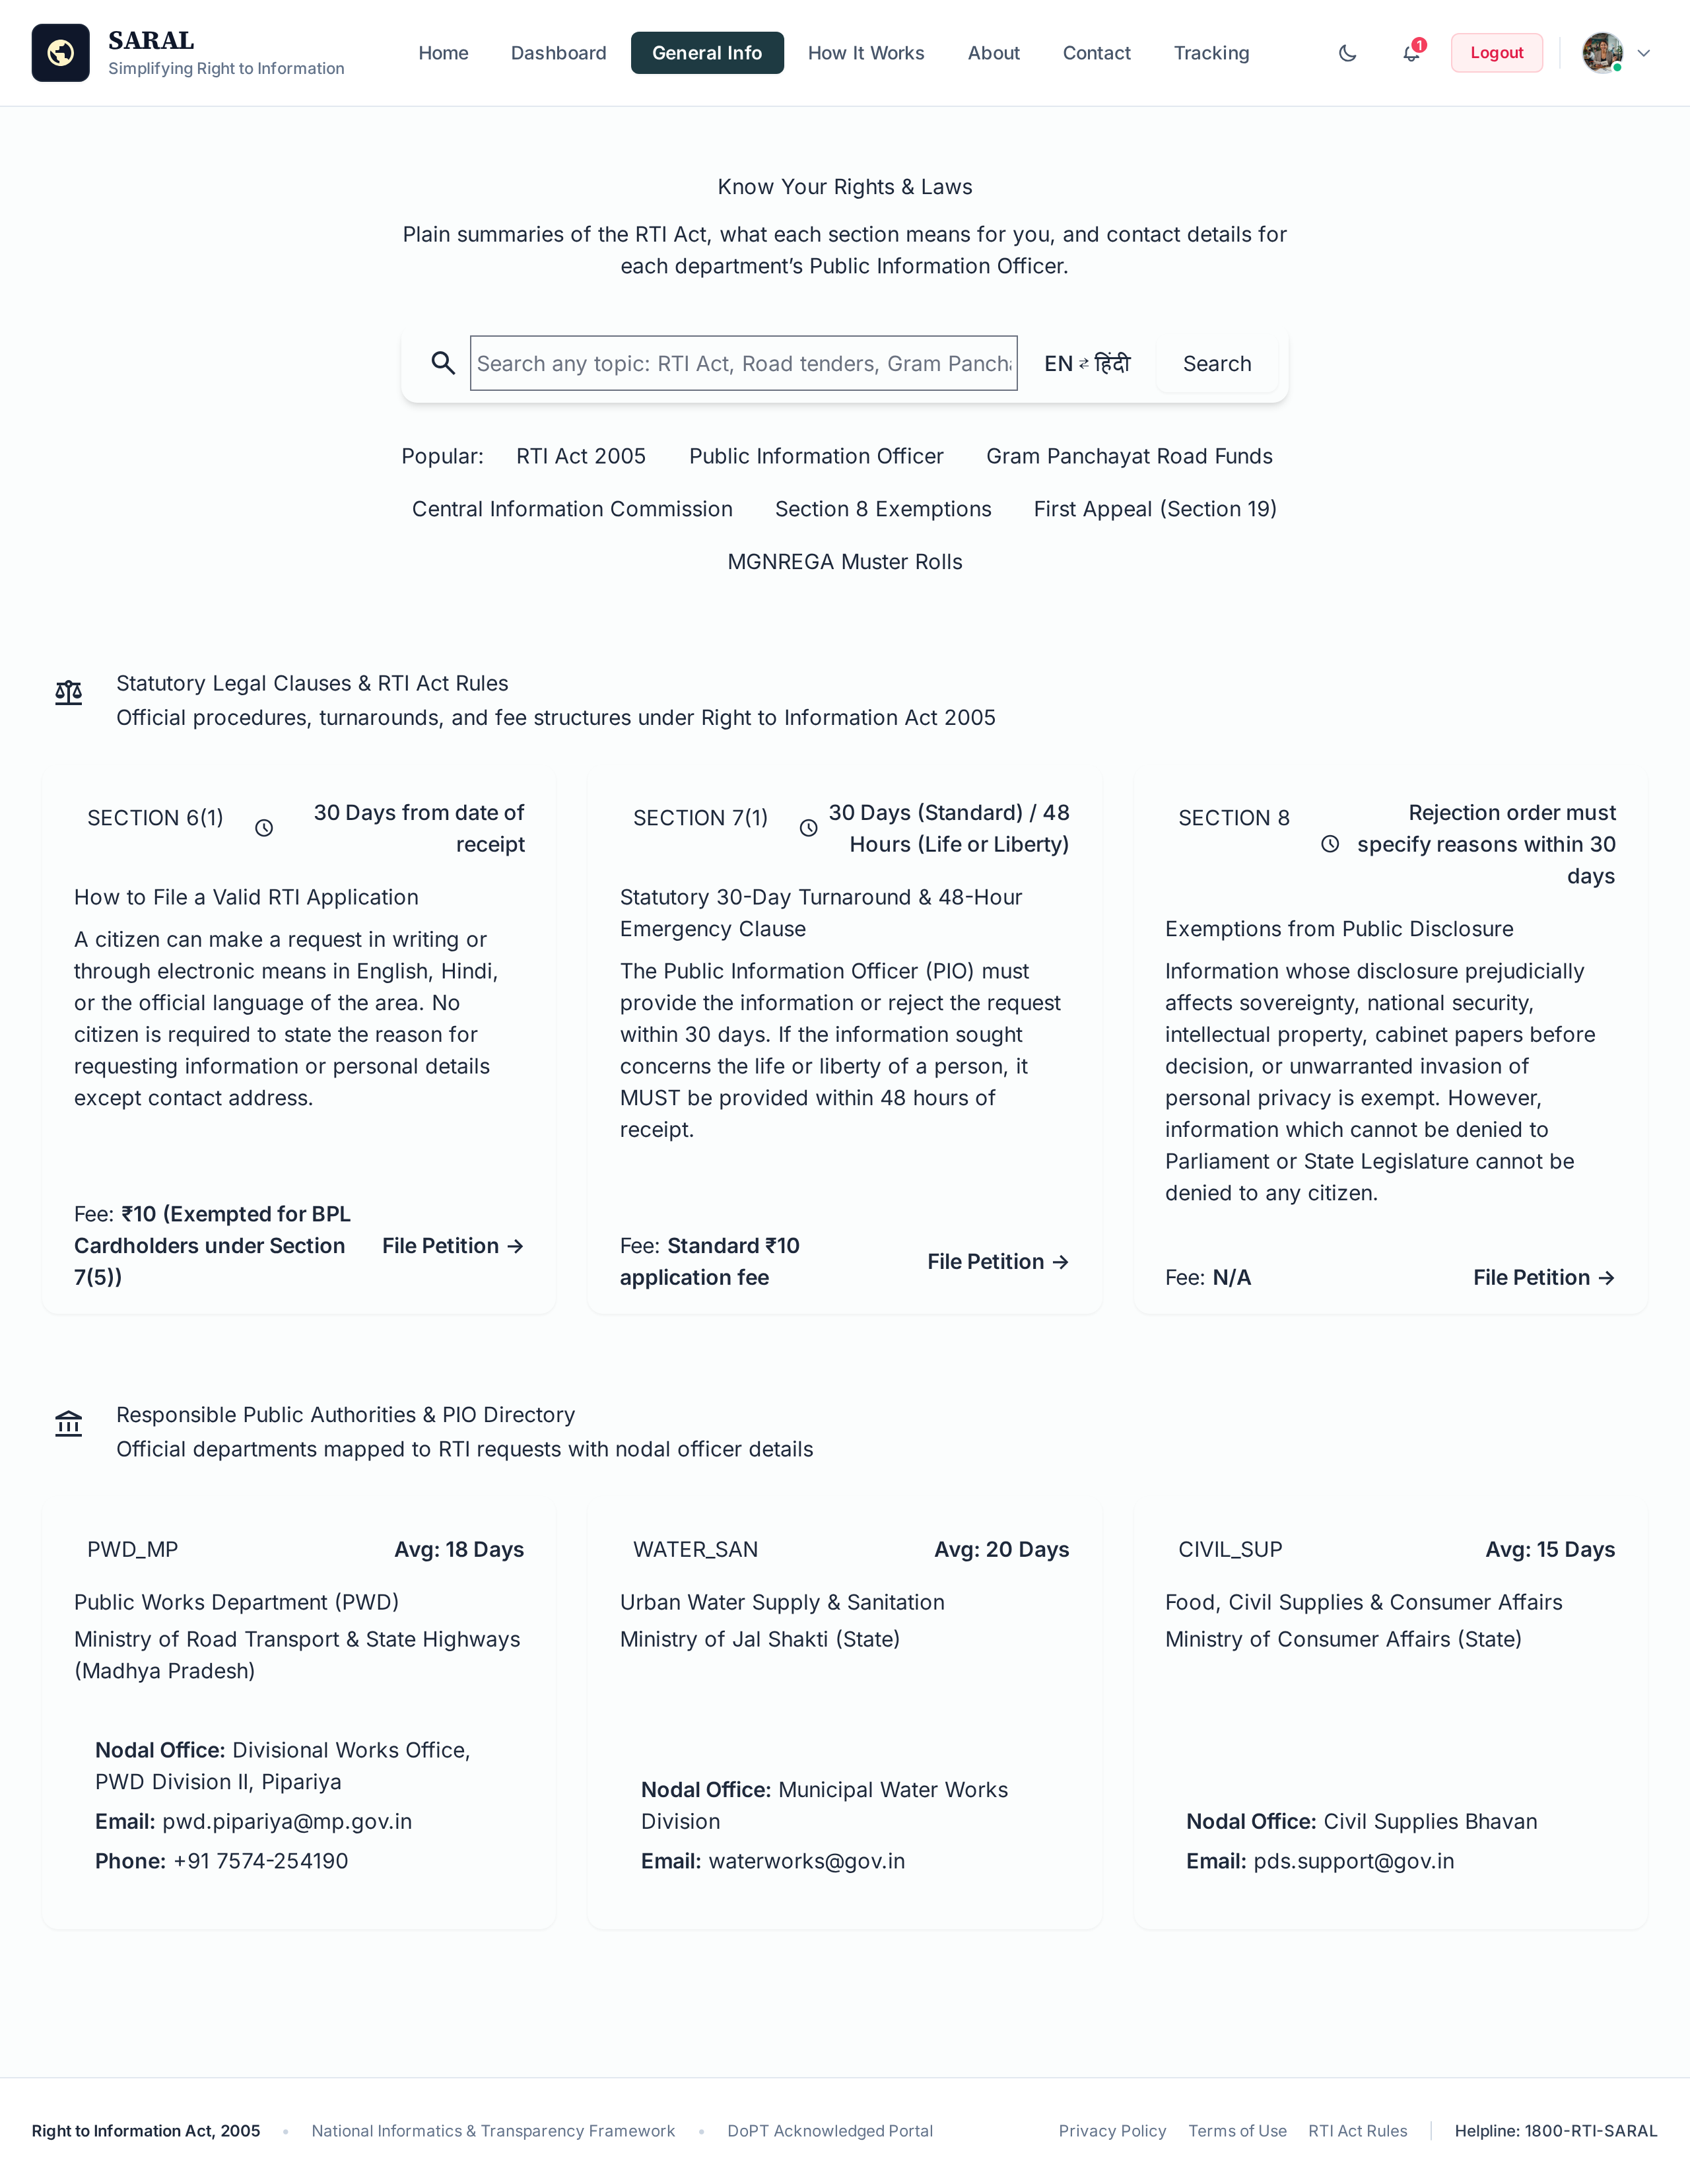 SARAL
Simplifying Right to Information
Home
Dashboard
General Info
How It Works
About
Contact
Tracking
1
Logout
Know Your Rights & Laws
Plain summaries of the RTI Act, what each section means for you, and contact details for
each department’s Public Information Officer.
Search any topic: RTI Act, Road tenders, Gram Pancha
EN ⇄ हिंदी
Search
Popular:
RTI Act 2005
Public Information Officer
Gram Panchayat Road Funds
Central Information Commission
Section 8 Exemptions
First Appeal (Section 19)
MGNREGA Muster Rolls
Statutory Legal Clauses & RTI Act Rules
Official procedures, turnarounds, and fee structures under Right to Information Act 2005
SECTION 6(1)
30 Days from date of
receipt
How to File a Valid RTI Application
A citizen can make a request in writing or
through electronic means in English, Hindi,
or the official language of the area. No
citizen is required to state the reason for
requesting information or personal details
except contact address.
Fee: ₹10 (Exempted for BPL
Cardholders under Section
7(5))
File Petition →
SECTION 7(1)
30 Days (Standard) / 48
Hours (Life or Liberty)
Statutory 30-Day Turnaround & 48-Hour
Emergency Clause
The Public Information Officer (PIO) must
provide the information or reject the request
within 30 days. If the information sought
concerns the life or liberty of a person, it
MUST be provided within 48 hours of
receipt.
Fee: Standard ₹10
application fee
File Petition →
SECTION 8
Rejection order must
specify reasons within 30
days
Exemptions from Public Disclosure
Information whose disclosure prejudicially
affects sovereignty, national security,
intellectual property, cabinet papers before
decision, or unwarranted invasion of
personal privacy is exempt. However,
information which cannot be denied to
Parliament or State Legislature cannot be
denied to any citizen.
Fee: N/A
File Petition →
Responsible Public Authorities & PIO Directory
Official departments mapped to RTI requests with nodal officer details
PWD_MP
Avg: 18 Days
Public Works Department (PWD)
Ministry of Road Transport & State Highways
(Madhya Pradesh)
Nodal Office: Divisional Works Office,
PWD Division II, Pipariya
Email: pwd.pipariya@mp.gov.in
Phone: +91 7574-254190
WATER_SAN
Avg: 20 Days
Urban Water Supply & Sanitation
Ministry of Jal Shakti (State)
Nodal Office: Municipal Water Works
Division
Email: waterworks@gov.in
CIVIL_SUP
Avg: 15 Days
Food, Civil Supplies & Consumer Affairs
Ministry of Consumer Affairs (State)
Nodal Office: Civil Supplies Bhavan
Email: pds.support@gov.in
Right to Information Act, 2005
National Informatics & Transparency Framework
DoPT Acknowledged Portal
Privacy Policy
Terms of Use
RTI Act Rules
Helpline: 1800-RTI-SARAL